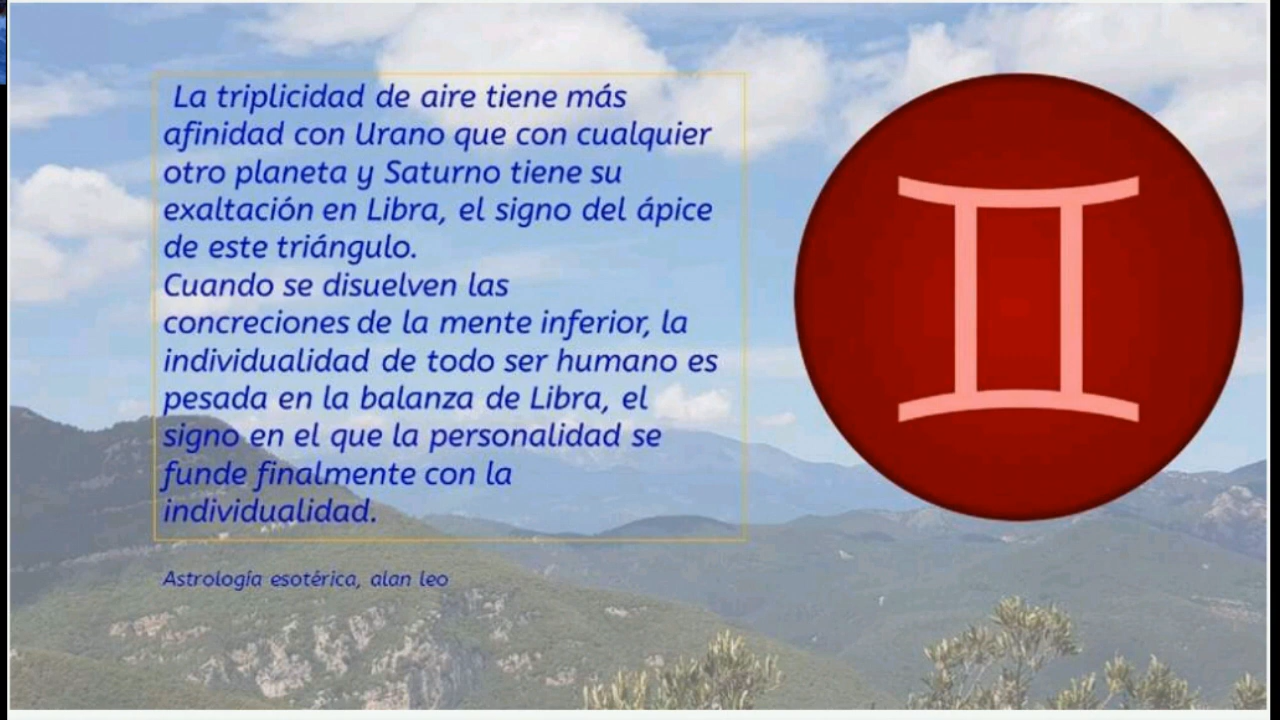 La triplicidad de aire tiene más
afinidad con Urano que con cualquier
otro planeta y Saturno tiene su
exaltación en Libra, el signo del ápice
de este triángulo.
Cuando se disuelven las
concreciones de la mente inferior, la
individualidad de todo ser humano es
pesada en la balanza de Libra, el
signo en el que la personalidad se
funde finalmente con la
individualidad.
Astrología esotérica, alan leo